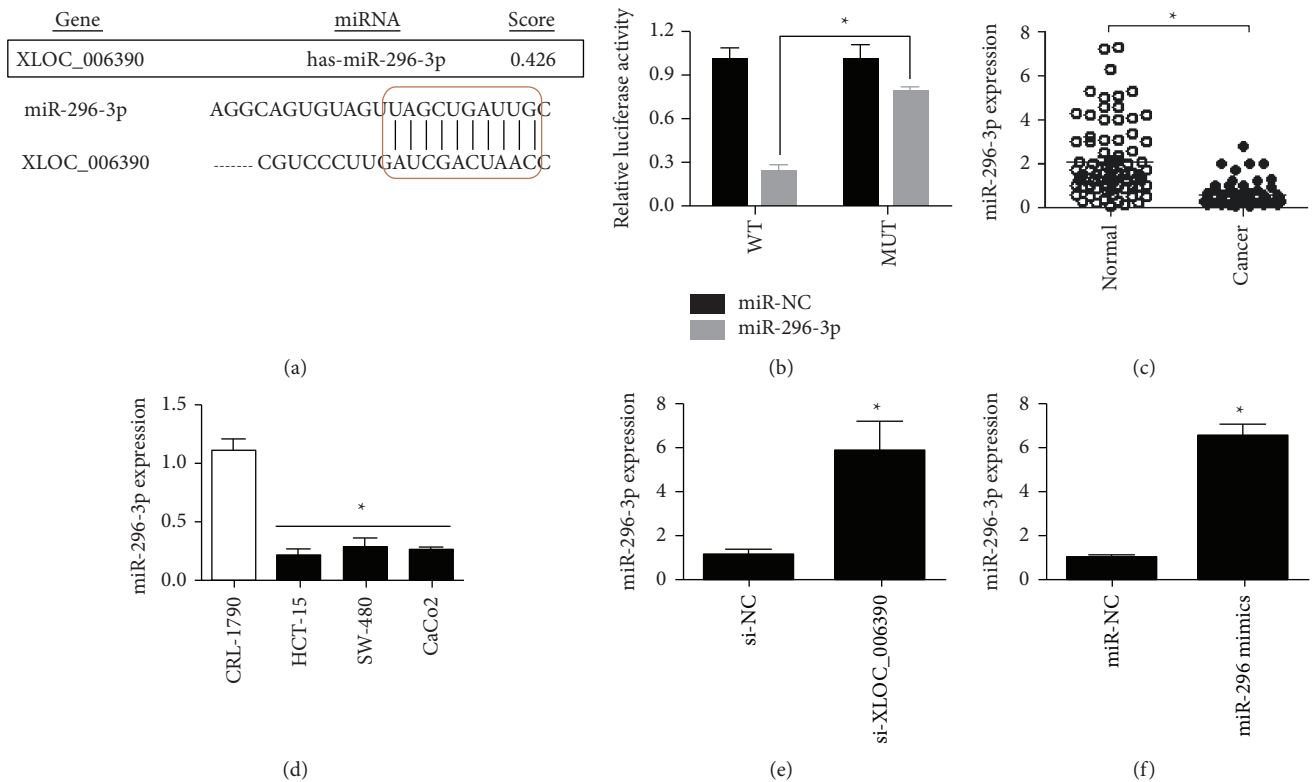 Gene miRNA Score
XLOC_006390 has-miR-296-3p 0.426
miR-296-3p AGGCAGUGUAGUUAGCUGAUUGC
XLOC_006390 ------ CGUCCCUUGAUCGACUAACC
(a)
Relative luciferase activity
1.2
0.9
0.6
0.3
0.0
*
WT
MUT
miR-NC
miR-296-3p
(b)
miR-296-3p expression
8
6
4
2
0
*
Normal
Cancer
(c)
miR-296-3p expression
1.5
1.0
0.5
0.0
*
CRL-1790
HCT-15
SW-480
CaCo2
(d)
miR-296-3p expression
8
6
4
2
0
*
si-NC
si-XLOC_006390
(e)
miR-296-3p expression
8
6
4
2
0
*
miR-NC
miR-296 mimics
(f)